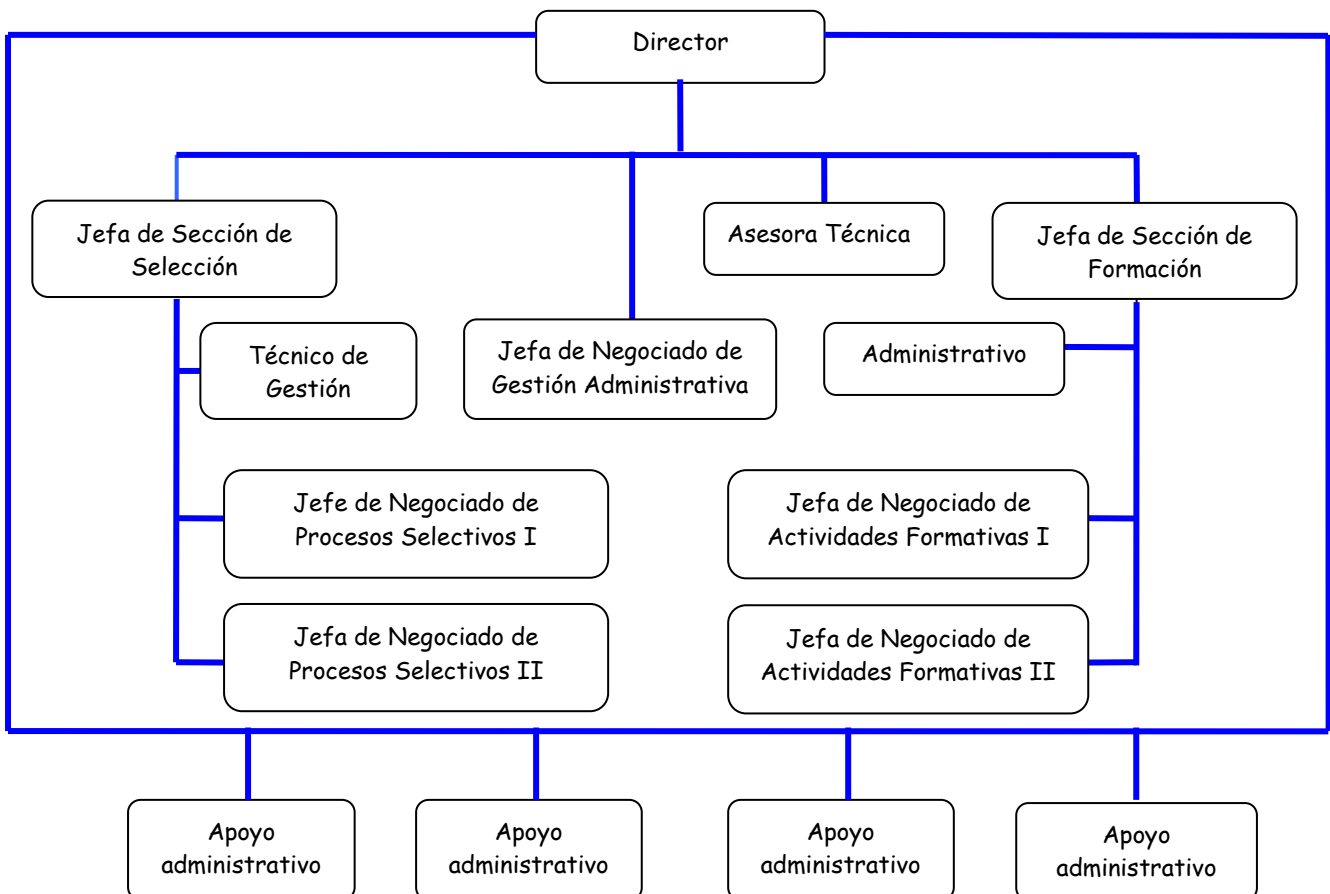 Director
Jefa de Sección de
Selección
Asesora Técnica
Jefa de Sección de
Formación
Técnico de
Gestión
Jefa de Negociado de
Gestión Administrativa
Administrativo
Jefe de Negociado de
Procesos Selectivos I
Jefa de Negociado de
Actividades Formativas I
Jefa de Negociado de
Procesos Selectivos II
Jefa de Negociado de
Actividades Formativas II
Apoyo
administrativo
Apoyo
administrativo
Apoyo
administrativo
Apoyo
administrativo